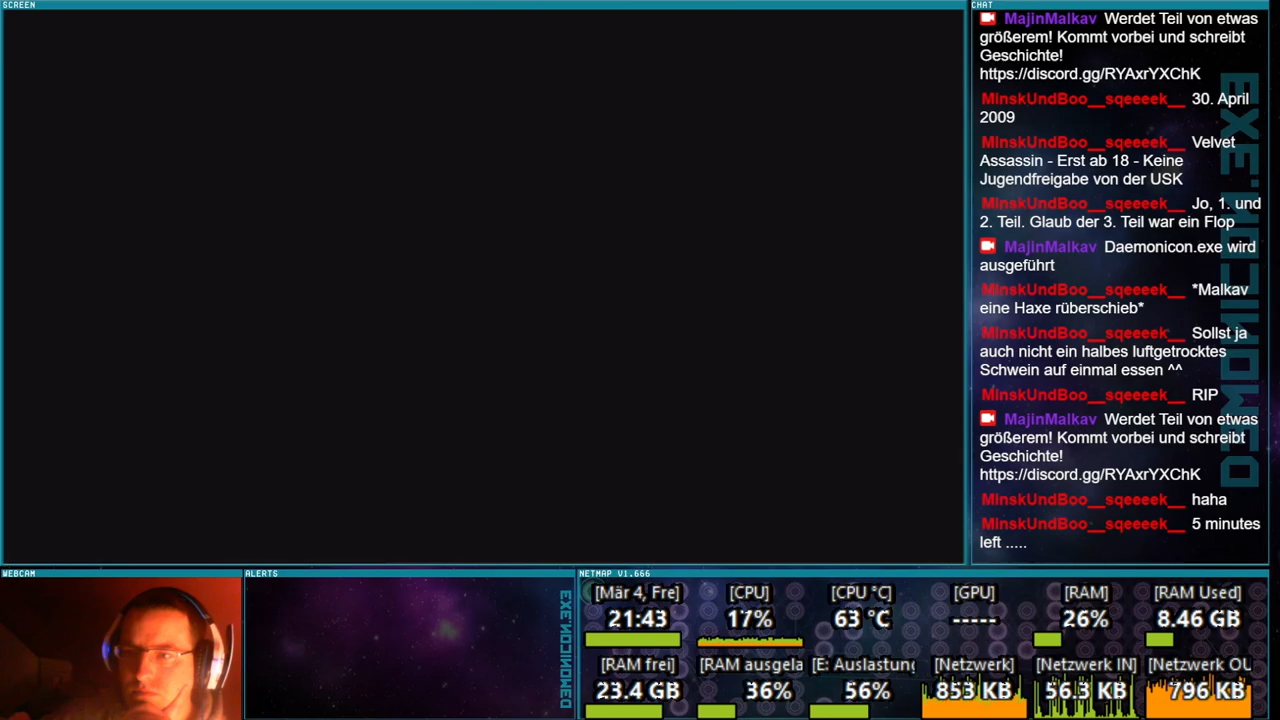 SCREEN
CHAT
MajinMalkav Werdet Teil von etwas
größerem! Kommt vorbei und schreibt
Geschichte!
https://discord.gg/RYAxrYXChK
MInskUndBoo__sqeeeek__ 30. April
2009
MInskUndBoo__sqeeeek__ Velvet
Assassin - Erst ab 18 - Keine
Jugendfreigabe von der USK
MInskUndBoo__sqeeeek__ Jo, 1. und
2. Teil. Glaub der 3. Teil war ein Flop
MajinMalkav Daemonicon.exe wird
ausgeführt
MInskUndBoo__sqeeeek__ *Malkav
eine Haxe rüberschieb*
MInskUndBoo__sqeeeek__ Sollst ja
auch nicht ein halbes luftgetrocktes
Schwein auf einmal essen ^^
MInskUndBoo__sqeeeek__ RIP
MajinMalkav Werdet Teil von etwas
größerem! Kommt vorbei und schreibt
Geschichte!
https://discord.gg/RYAxrYXChK
MInskUndBoo__sqeeeek__ haha
MInskUndBoo__sqeeeek__ 5 minutes
left .....
DEMONICON.EXE
WEBCAM
ALERTS
DEMONICON.EXE
NETMAP V1.666
[Mär 4, Fre] [CPU] [CPU °C] [GPU] [RAM] [RAM Used]
21:43 17% 63 °C ----- 26% 8.46 GB
[RAM frei] [RAM ausgela [E: Auslastung [Netzwerk] [Netzwerk IN] [Netzwerk OU
23.4 GB 36% 56% 853 KB 56.3 KB 796 KB